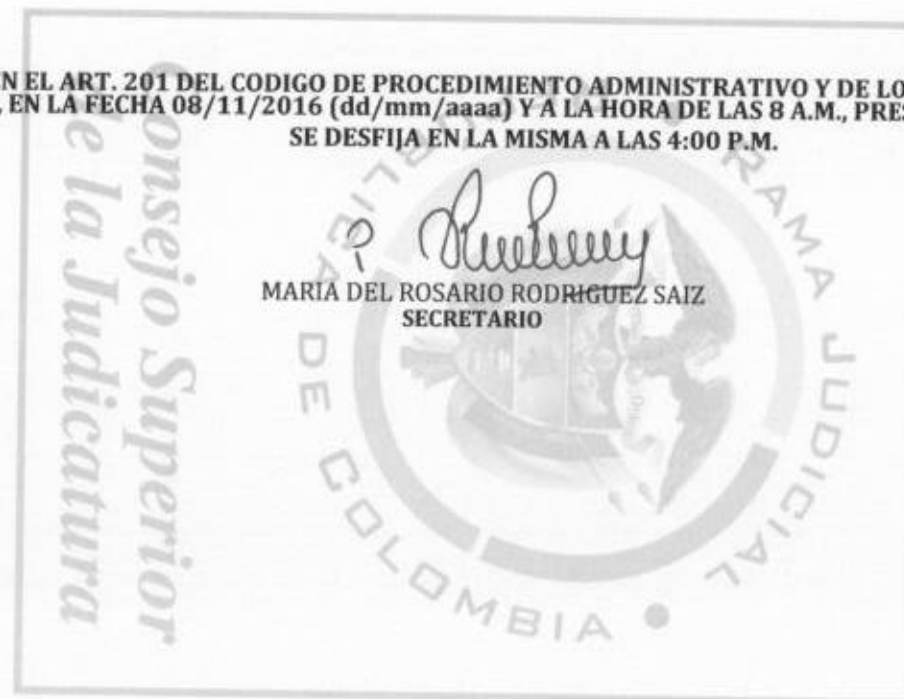 N EL ART. 201 DEL CODIGO DE PROCEDIMIENTO ADMINISTRATIVO Y DE LO
, EN LA FECHA 08/11/2016 (dd/mm/aaaa) Y A LA HORA DE LAS 8 A.M., PRES
SE DESFIJA EN LA MISMA A LAS 4:00 P.M.
MARIA DEL ROSARIO RODRIGUEZ SAIZ
SECRETARIO
Consejo Superior
de la Judicatura
RAMA JUDICIAL
DE COLOMBIA